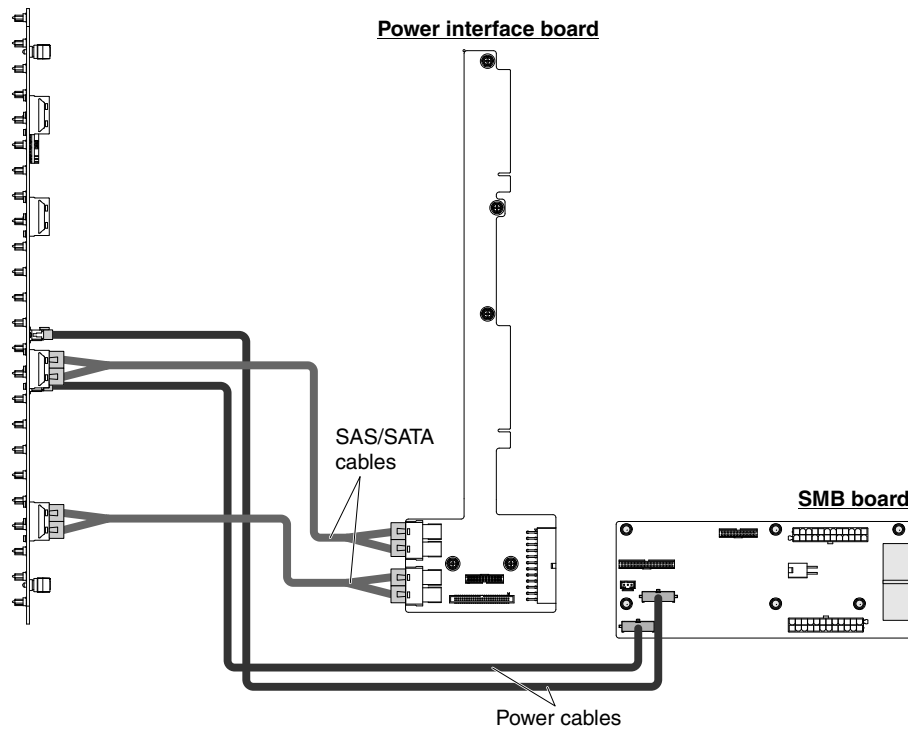 Power interface board
SAS/SATA
cables
SMB board
Power cables